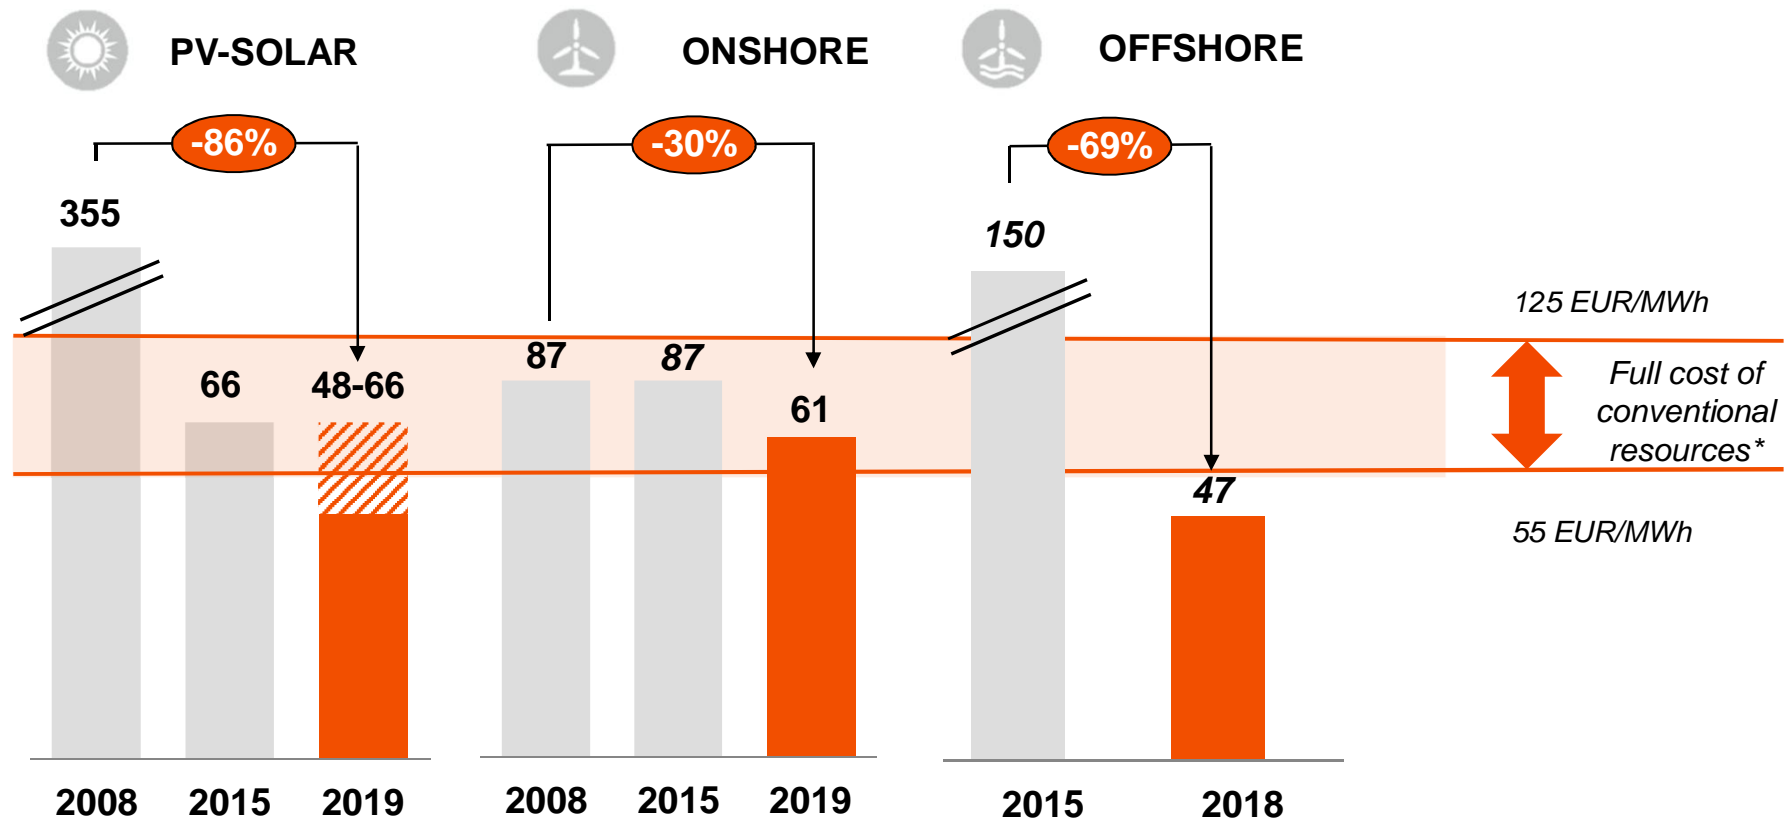 PV-SOLAR
ONSHORE
OFFSHORE
-86%
-30%
-69%
355
66
48-66
87
87
61
150
47
125 EUR/MWh
Full cost of
conventional
resources*
55 EUR/MWh
2008
2015
2019
2008
2015
2019
2015
2018